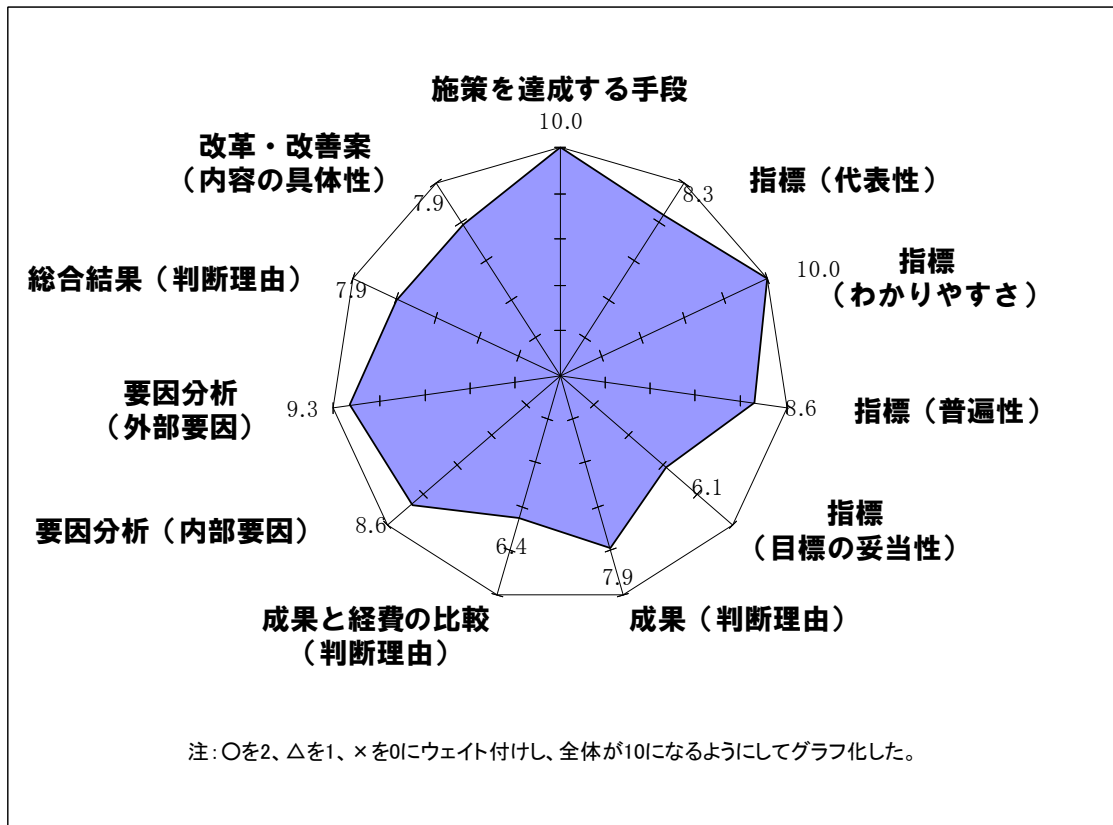 施策を達成する手段
10.0
指標（代表性）
8.3
指標
（わかりやすさ）
10.0
指標（普遍性）
8.6
指標
（目標の妥当性）
6.1
成果（判断理由）
7.9
成果と経費の比較
（判断理由）
6.4
要因分析（内部要因）
8.6
要因分析
（外部要因）
9.3
総合結果（判断理由）
7.9
改革・改善案
（内容の具体性）
7.9
注：○を2、△を1、×を0にウェイト付けし、全体が10になるようにしてグラフ化した。